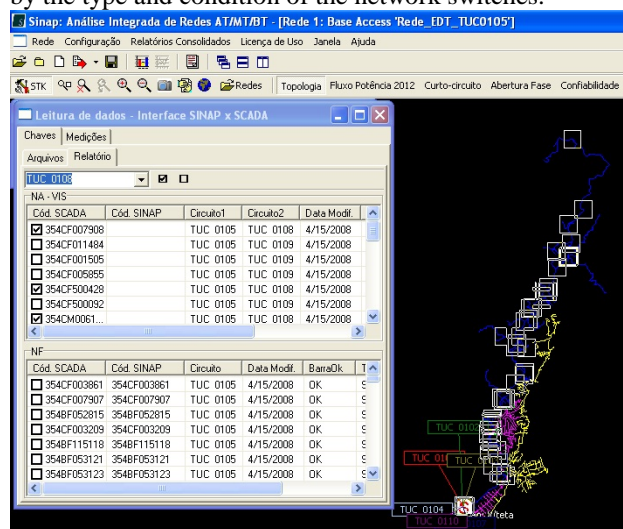 by the type and condition of the network switches.
Sinap: Análise Integrada de Redes AT/MT/BT - [Rede 1: Base Access 'Rede_EDT_TUC0105']
Rede Configuração Relatórios Consolidados Licença de Uso Janela Ajuda
STK Redes Topologia Fluxo Potência 2012 Curto-circuito Abertura Fase Confiabilidade
Leitura de dados - Interface SINAP x SCADA
Chaves Medições
Arquivos Relatório
TUC 0108
NA - VIS
Cód. SCADA Cód. SINAP Circuito1 Circuito2 Data Modif.
354CF007908 TUC 0105 TUC 0108 4/15/2008
354CF011484 TUC 0105 TUC 0109 4/15/2008
354CF001505 TUC 0105 TUC 0109 4/15/2008
354CF005855 TUC 0105 TUC 0109 4/15/2008
354CF500428 TUC 0105 TUC 0108 4/15/2008
354CF500092 TUC 0105 TUC 0109 4/15/2008
354CM0061... TUC 0105 TUC 0108 4/15/2008
NF
Cód. SCADA Cód. SINAP Circuito Data Modif. BarraOk T
354CF003861 354CF003861 TUC 0105 4/15/2008 OK
354CF007907 354CF007907 TUC 0105 4/15/2008 OK
354BF052815 354BF052815 TUC 0105 4/15/2008 OK
354CF003209 354CF003209 TUC 0105 4/15/2008 OK
354BF115118 354BF115118 TUC 0105 4/15/2008 OK
354BF053121 354BF053121 TUC 0105 4/15/2008 OK
354BF053123 354BF053123 TUC 0105 4/15/2008 OK
TUC 0102
TUC TUC
TUC 0104
TUC 0110